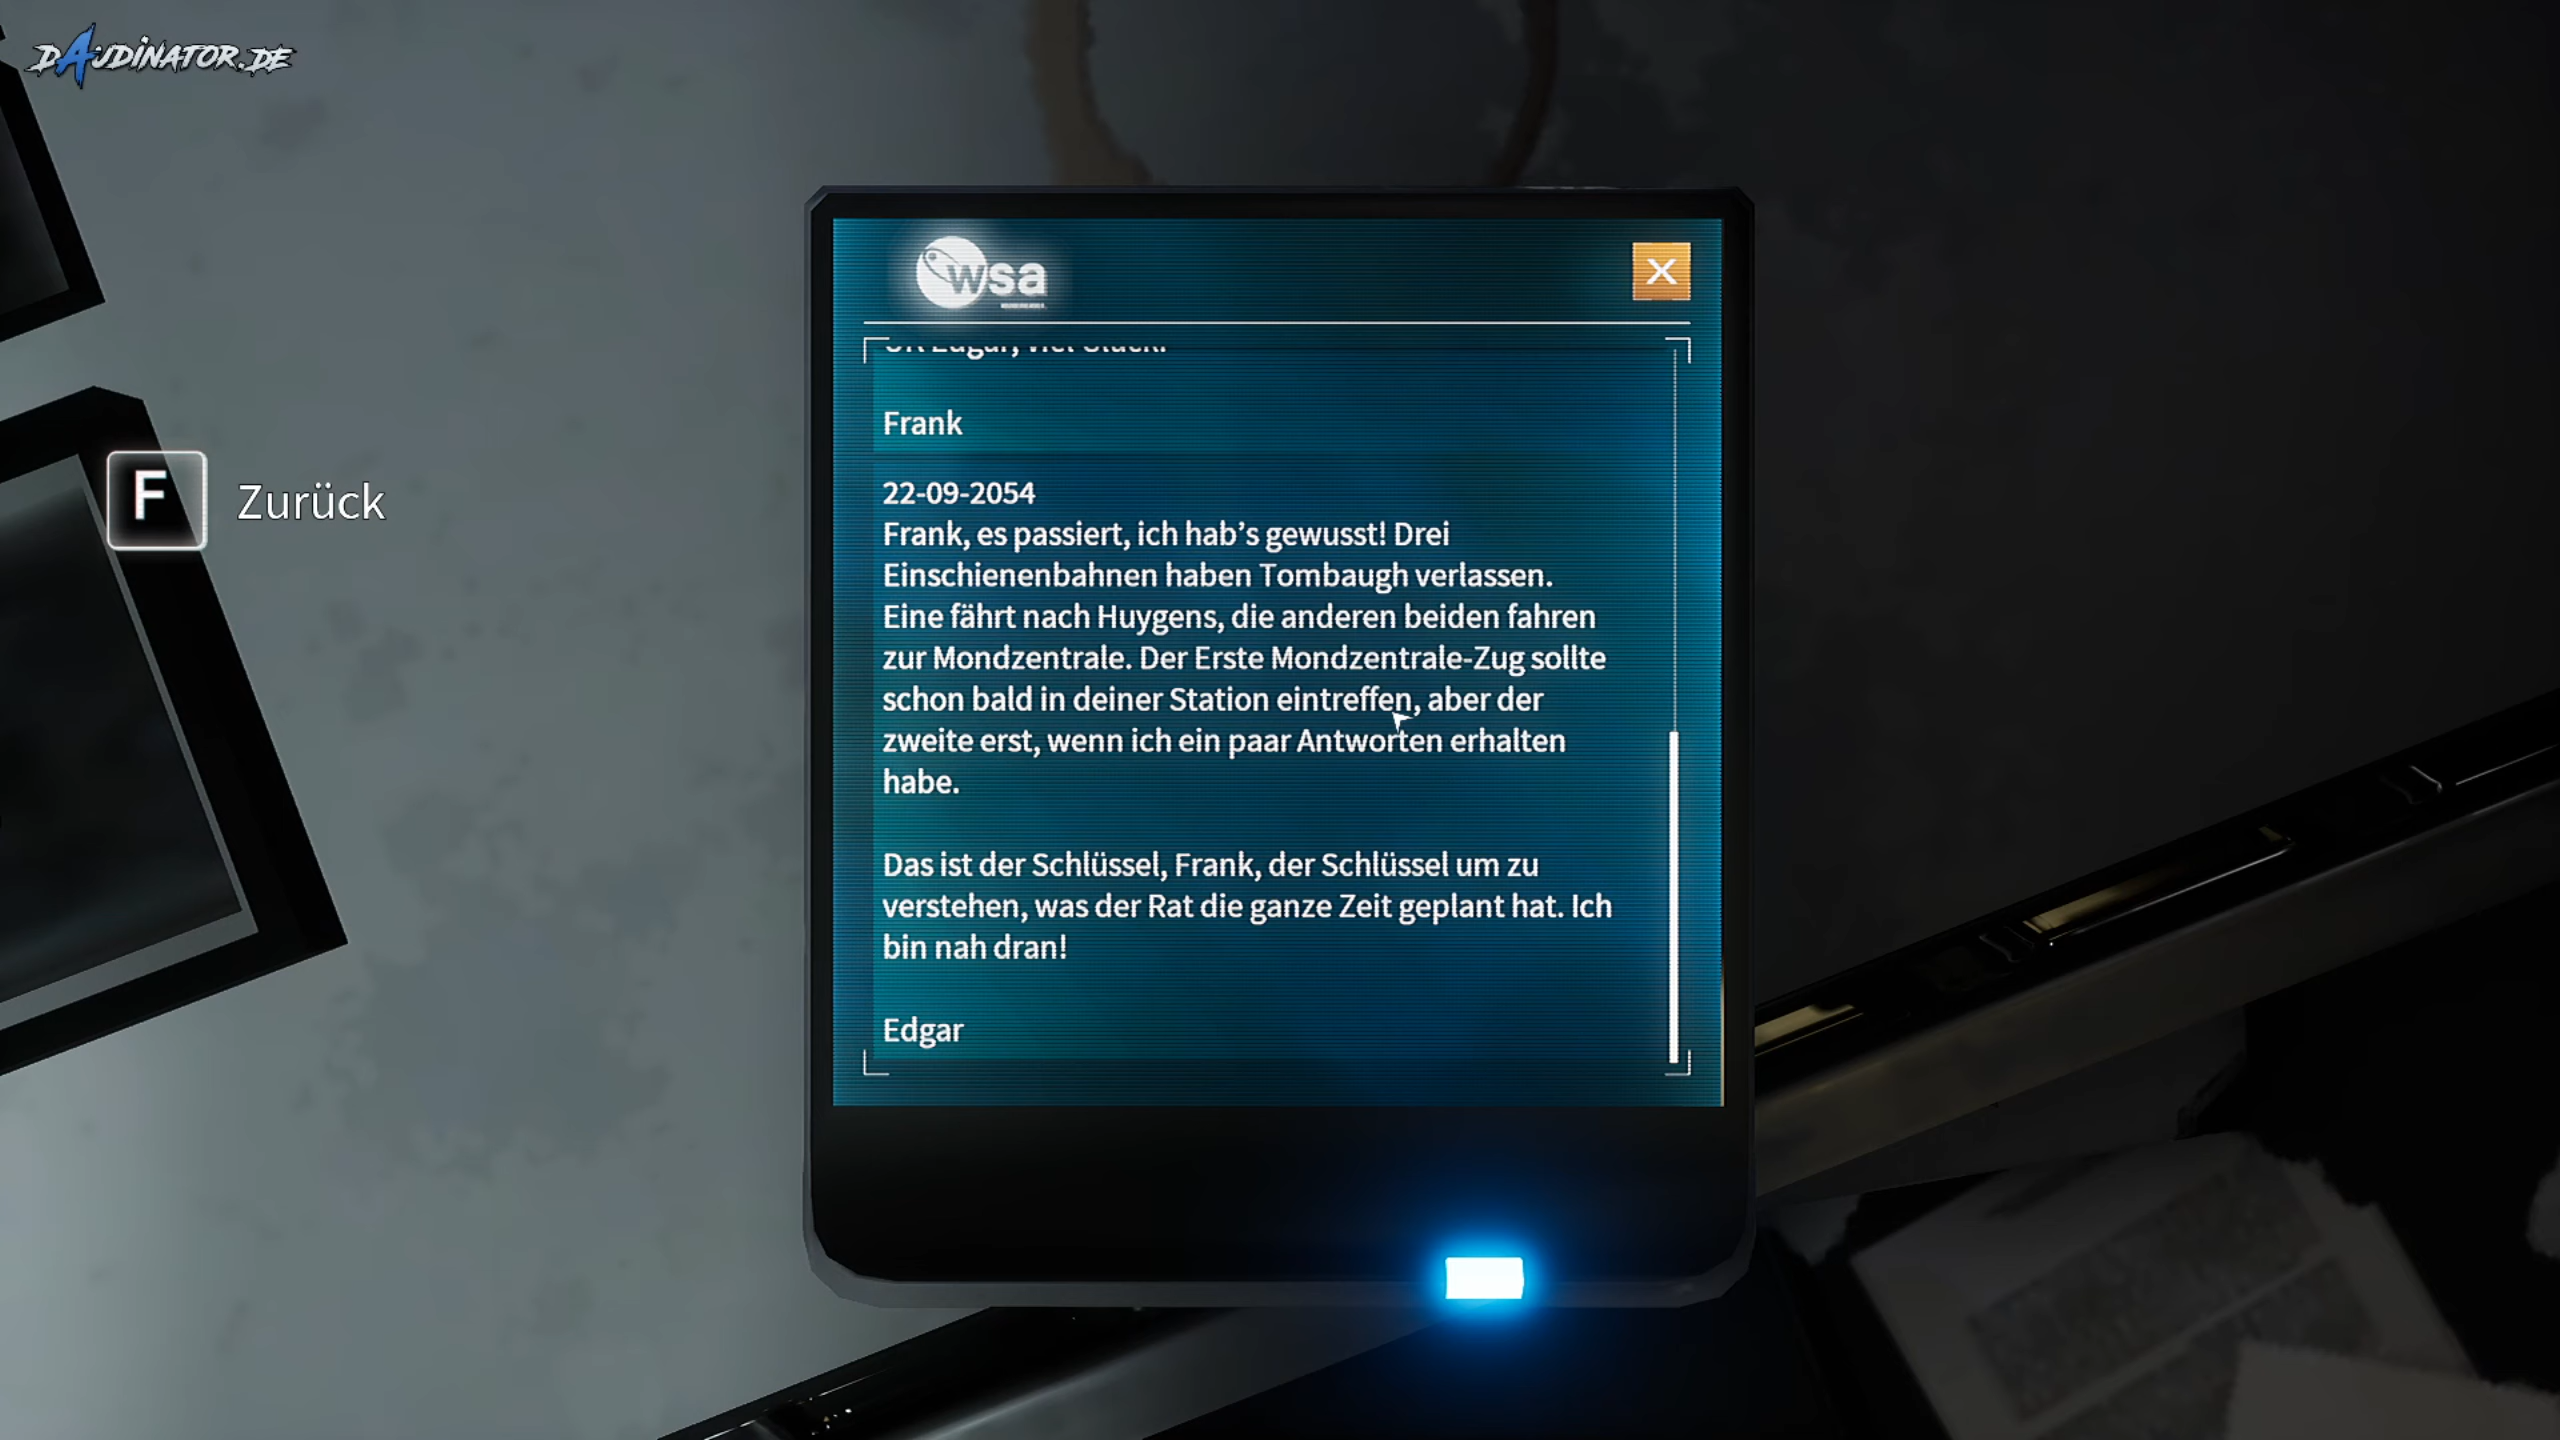 DAUDINATOR.DE
wsa
Edgar, viel Glück.
Frank
F Zurück
22-09-2054
Frank, es passiert, ich hab’s gewusst! Drei
Einschienenbahnen haben Tombaugh verlassen.
Eine fährt nach Huygens, die anderen beiden fahren
zur Mondzentrale. Der Erste Mondzentrale-Zug sollte
schon bald in deiner Station eintreffen, aber der
zweite erst, wenn ich ein paar Antworten erhalten
habe.
Das ist der Schlüssel, Frank, der Schlüssel um zu
verstehen, was der Rat die ganze Zeit geplant hat. Ich
bin nah dran!
Edgar